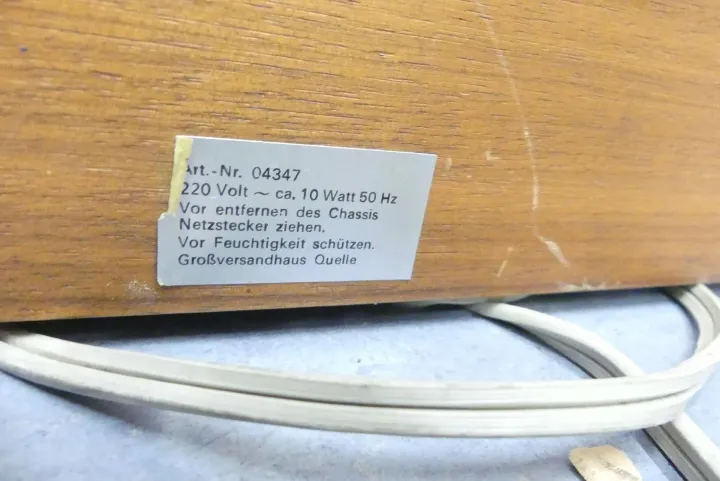 Art.-Nr. 04347
220 Volt ~ ca. 10 Watt 50 Hz
Vor entfernen des Chassis
Netzstecker ziehen.
Vor Feuchtigkeit schützen.
Großversandhaus Quelle